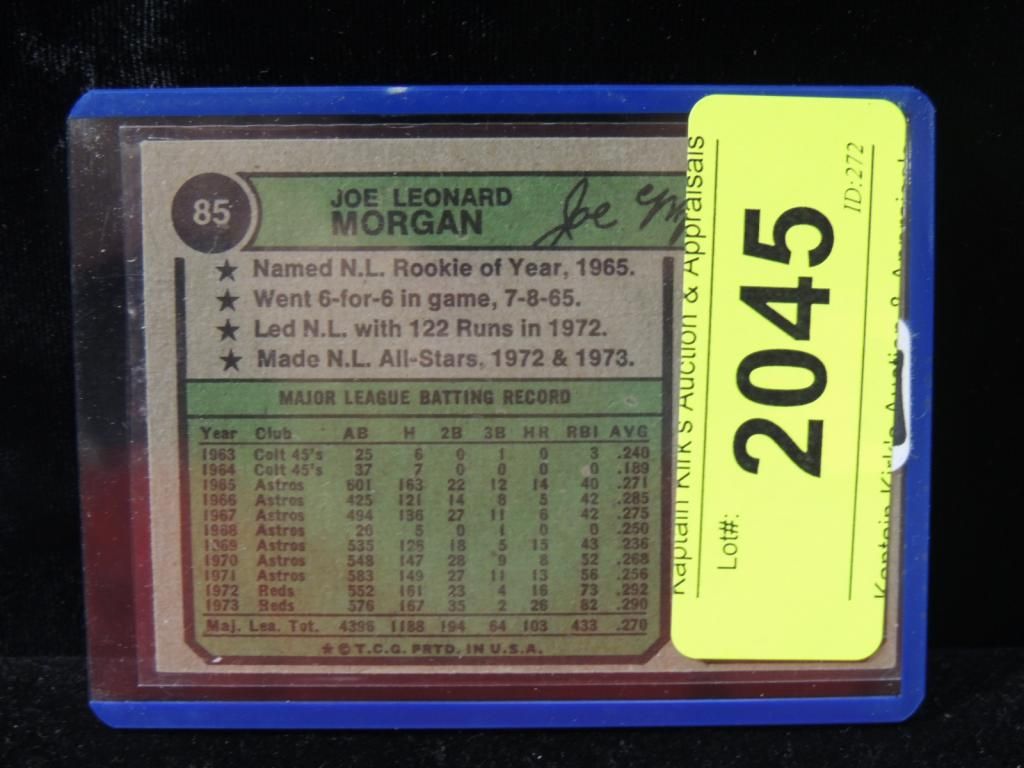 85
JOE LEONARD
MORGAN
Joe M
★ Named N.L. Rookie of Year, 1965.
★ Went 6-for-6 in game, 7-8-65.
★ Led N.L. with 122 Runs in 1972.
★ Made N.L. All-Stars, 1972 & 1973.
MAJOR LEAGUE BATTING RECORD
Year Club AB H 2B 3B HR RBI AVG
1963 Colt 45's 25 6 0 1 0 3 .240
1964 Colt 45's 37 7 0 0 0 0 .189
1965 Astros 601 163 22 12 14 40 .271
1966 Astros 425 121 14 8 5 42 .285
1967 Astros 494 136 27 11 6 42 .275
1968 Astros 20 5 0 1 0 0 .250
1969 Astros 535 126 18 5 15 43 .236
1970 Astros 548 147 28 9 8 52 .268
1971 Astros 583 149 27 11 13 56 .256
1972 Reds 552 161 23 4 16 73 .292
1973 Reds 576 167 35 2 26 82 .290
Maj. Lea. Tot. 4396 1188 194 64 103 433 .270
★ © T.C.G. PRTD. IN U.S.A.
Kaptain Kirk's Auction & Appraisals
Lot#:
2045
ID:272
Kaptain Kirk's Auction & Appraisals